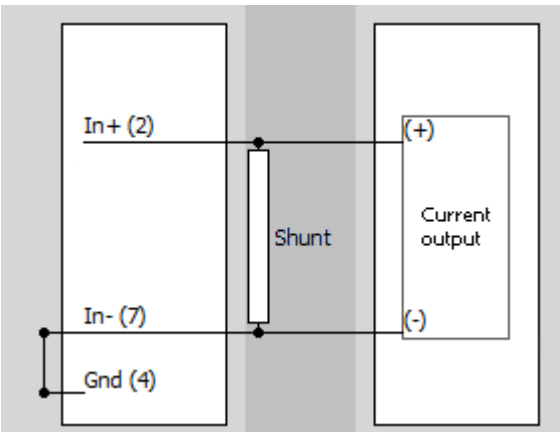 In+ (2)
(+)
Current
output
Shunt
In- (7)
(-)
Gnd (4)